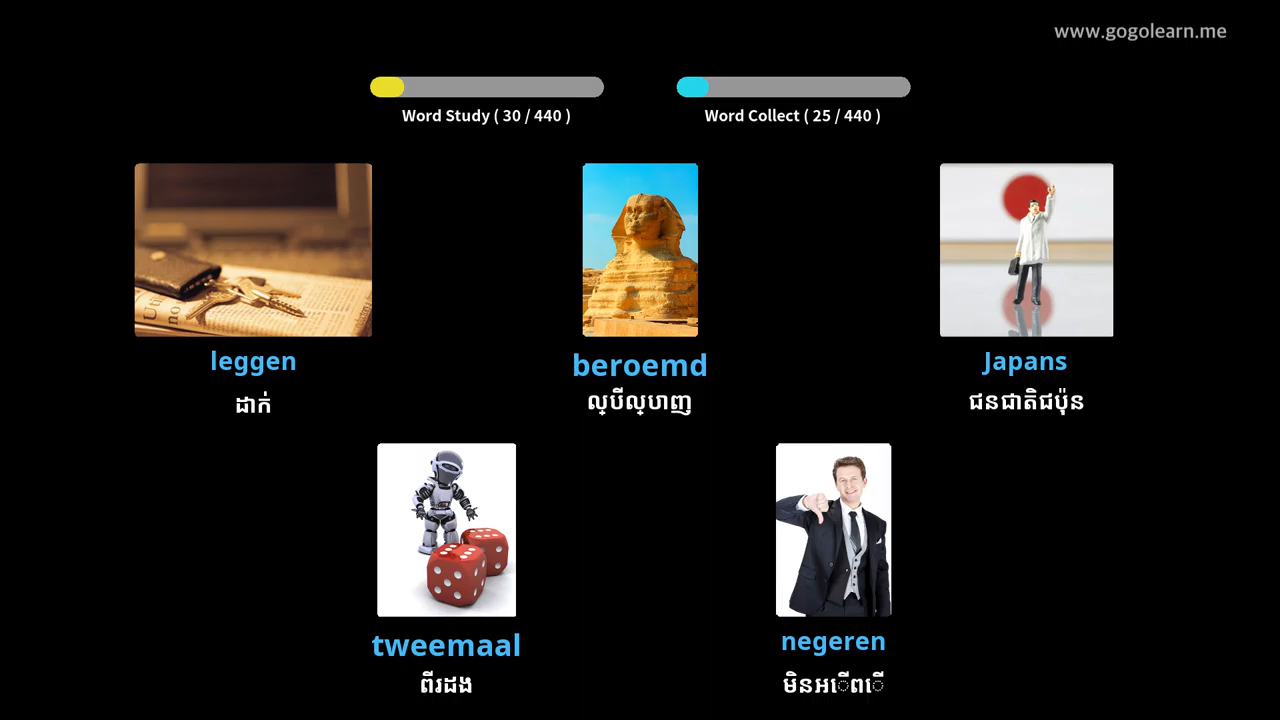 www.gogolearn.me
Word Study ( 30 / 440 )
Word Collect ( 25 / 440 )
leggen
ដាក់
beroemd
ល្បីល្បាញ
Japans
ជនជាតិជប៉ុន
tweemaal
ពីរដង
negeren
មិនអើពើ